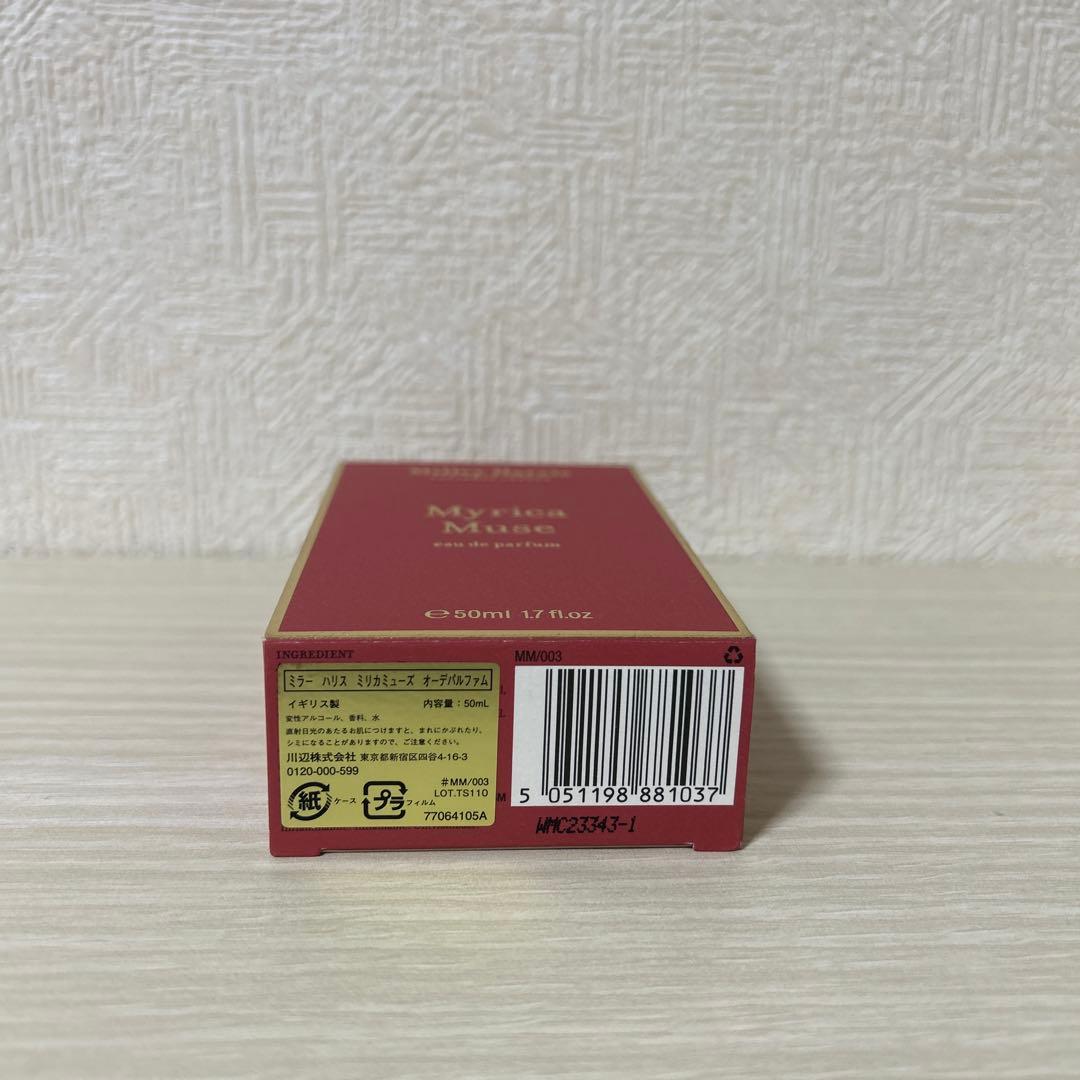 Miller Harris
Myrica
Muse
eau de parfum
℮50ml 1.7 fl.oz
INGREDIENT
MM/003
ミラー ハリス ミリカミューズ オーデパルファム
イギリス製 内容量：50mL
変性アルコール、香料、水
直射日光のあたるお肌につけますと、まれにかぶれたり、
シミになることがありますので、ご注意ください。
川辺株式会社 東京都新宿区四谷4-16-3
0120-000-599
#MM/003
LOT.TS110
紙 ケース プラ フィルム
77064105A
5 051198 881037
WMC23343-1